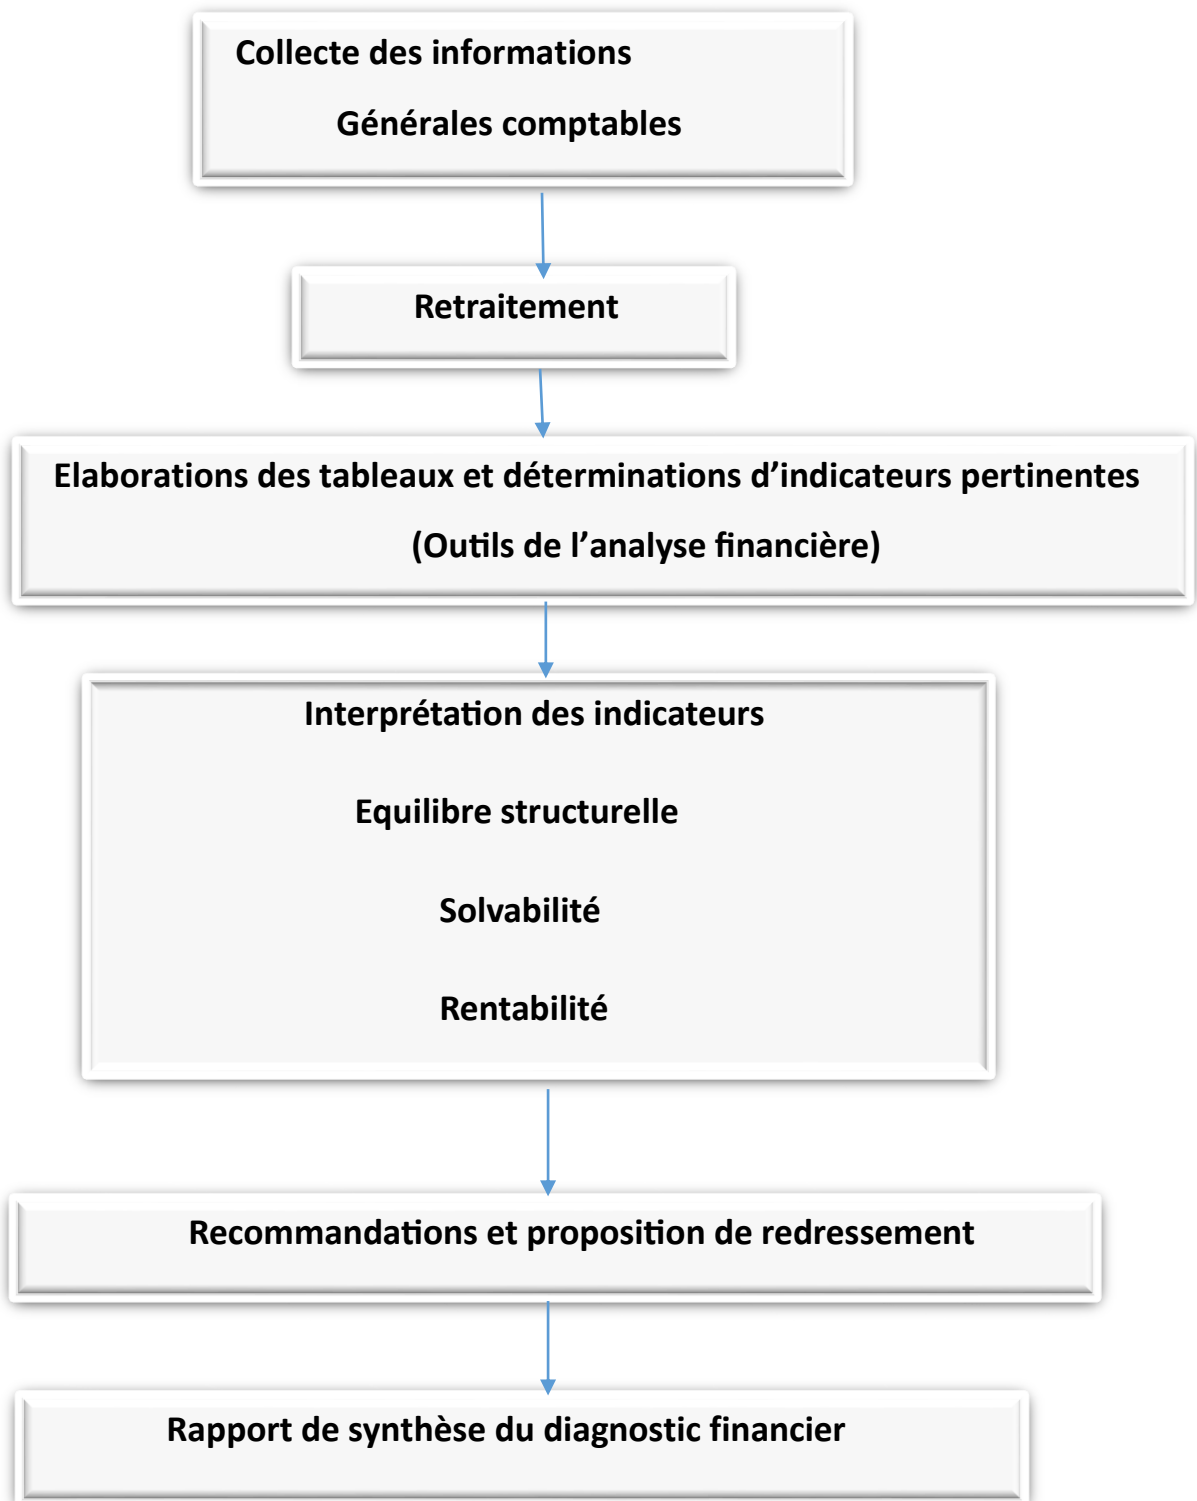 Collecte des informations
Générales comptables
Retraitement
Elaborations des tableaux et déterminations d’indicateurs pertinentes
(Outils de l’analyse financière)
Interprétation des indicateurs
Equilibre structurelle
Solvabilité
Rentabilité
Recommandations et proposition de redressement
Rapport de synthèse du diagnostic financier